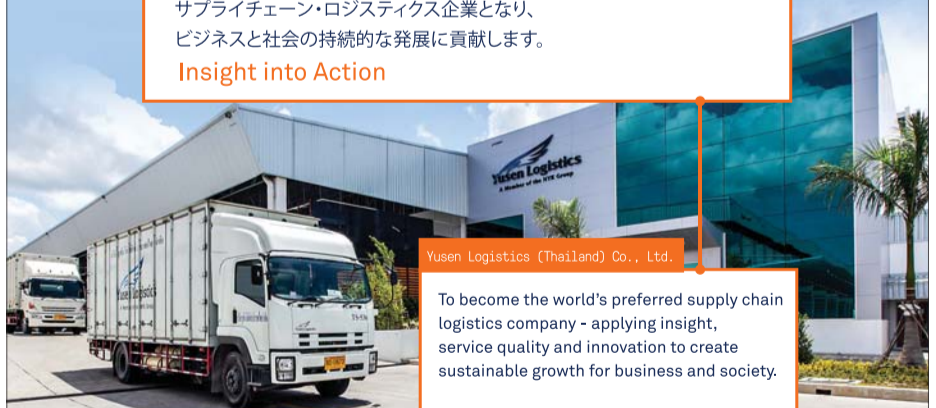 サプライチェーン・ロジスティクス企業となり、
ビジネスと社会の持続的な発展に貢献します。
Insight into Action
Yusen Logistics
A Member of the NYK Group
Yusen Logistics
Yusen Logistics (Thailand) Co., Ltd.
To become the world's preferred supply chain
logistics company - applying insight,
service quality and innovation to create
sustainable growth for business and society.